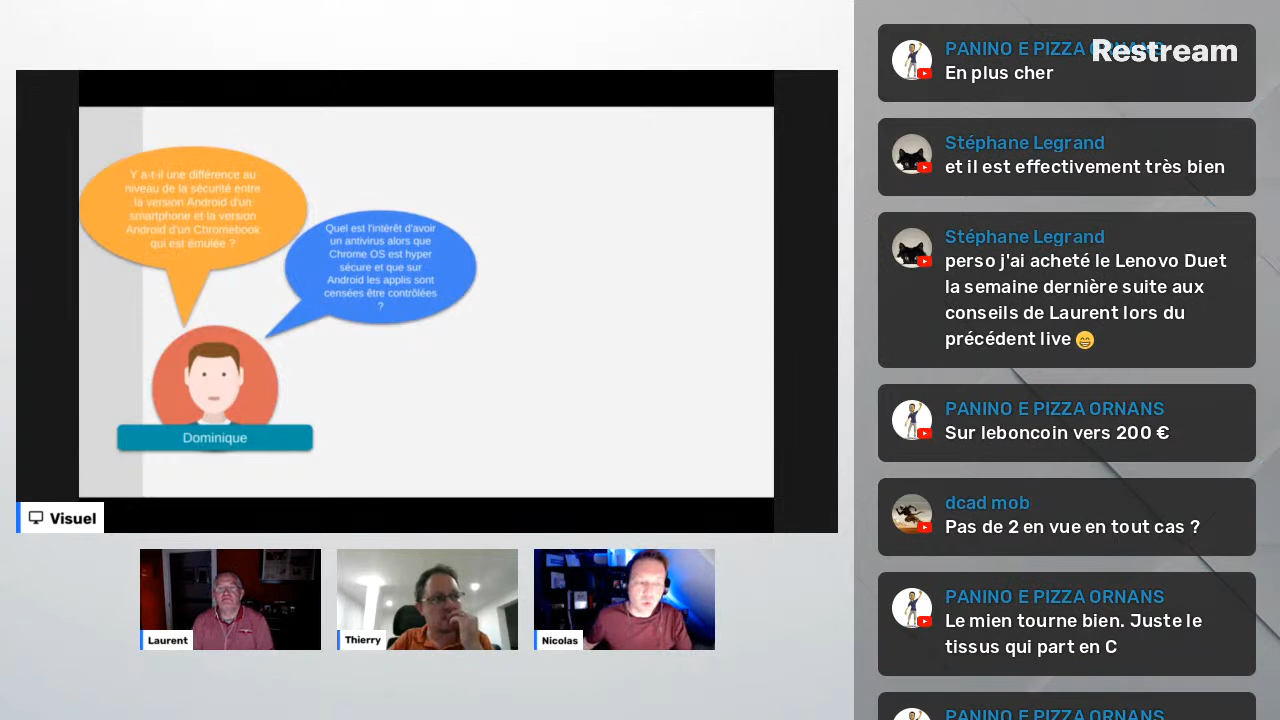 Y a-t-il une différence au
niveau de la sécurité entre
la version Android d'un
smartphone et la version
Android d'un Chromebook
qui est émulée ?
Quel est l'intérêt d'avoir
un antivirus alors que
Chrome OS est hyper
sécure et que sur
Android les applis sont
censées être contrôlées
?
Dominique
Visuel
Laurent
Thierry
Nicolas
Restream
PANINO E PIZZA ORNANS
En plus cher
Stéphane Legrand
et il est effectivement très bien
Stéphane Legrand
perso j'ai acheté le Lenovo Duet
la semaine dernière suite aux
conseils de Laurent lors du
précédent live 😄
PANINO E PIZZA ORNANS
Sur leboncoin vers 200 €
dcad mob
Pas de 2 en vue en tout cas ?
PANINO E PIZZA ORNANS
Le mien tourne bien. Juste le
tissus qui part en C
PANINO E PIZZA ORNANS